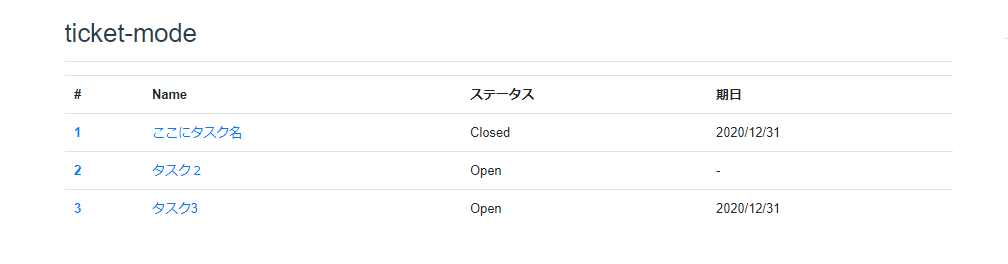 ticket-mode
# Name ステータス 期日
1 ここにタスク名 Closed 2020/12/31
2 タスク２ Open -
3 タスク3 Open 2020/12/31